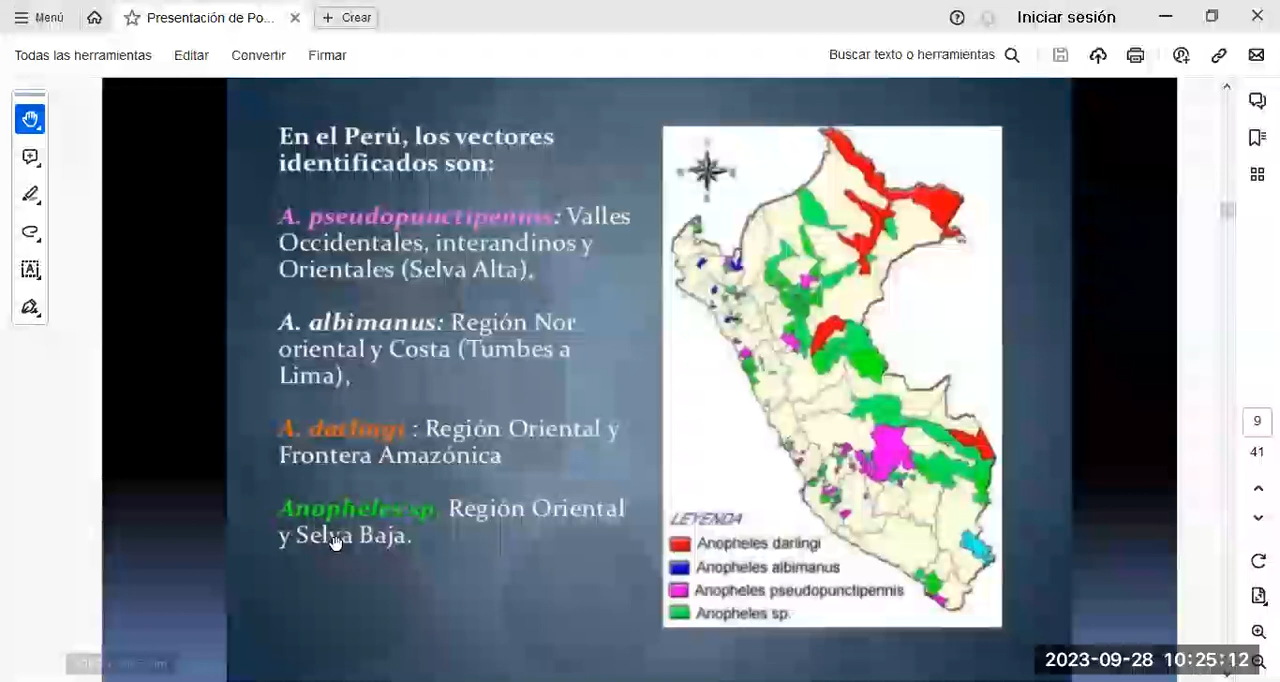 Menú
Presentación de Po...
Crear
Iniciar sesión
Todas las herramientas
Editar
Convertir
Firmar
Buscar texto o herramientas
En el Perú, los vectores
identificados son:
A. pseudopunctipennis: Valles
Occidentales, interandinos y
Orientales (Selva Alta),
A. albimanus: Región Nor
oriental y Costa (Tumbes a
Lima),
A. darlingi : Región Oriental y
Frontera Amazónica
Anopheles sp. Región Oriental
y Selva Baja.
LEYENDA
Anopheles darlingi
Anopheles albimanus
Anopheles pseudopunctipennis
Anopheles sp.
9
41
2023-09-28 10:25:12